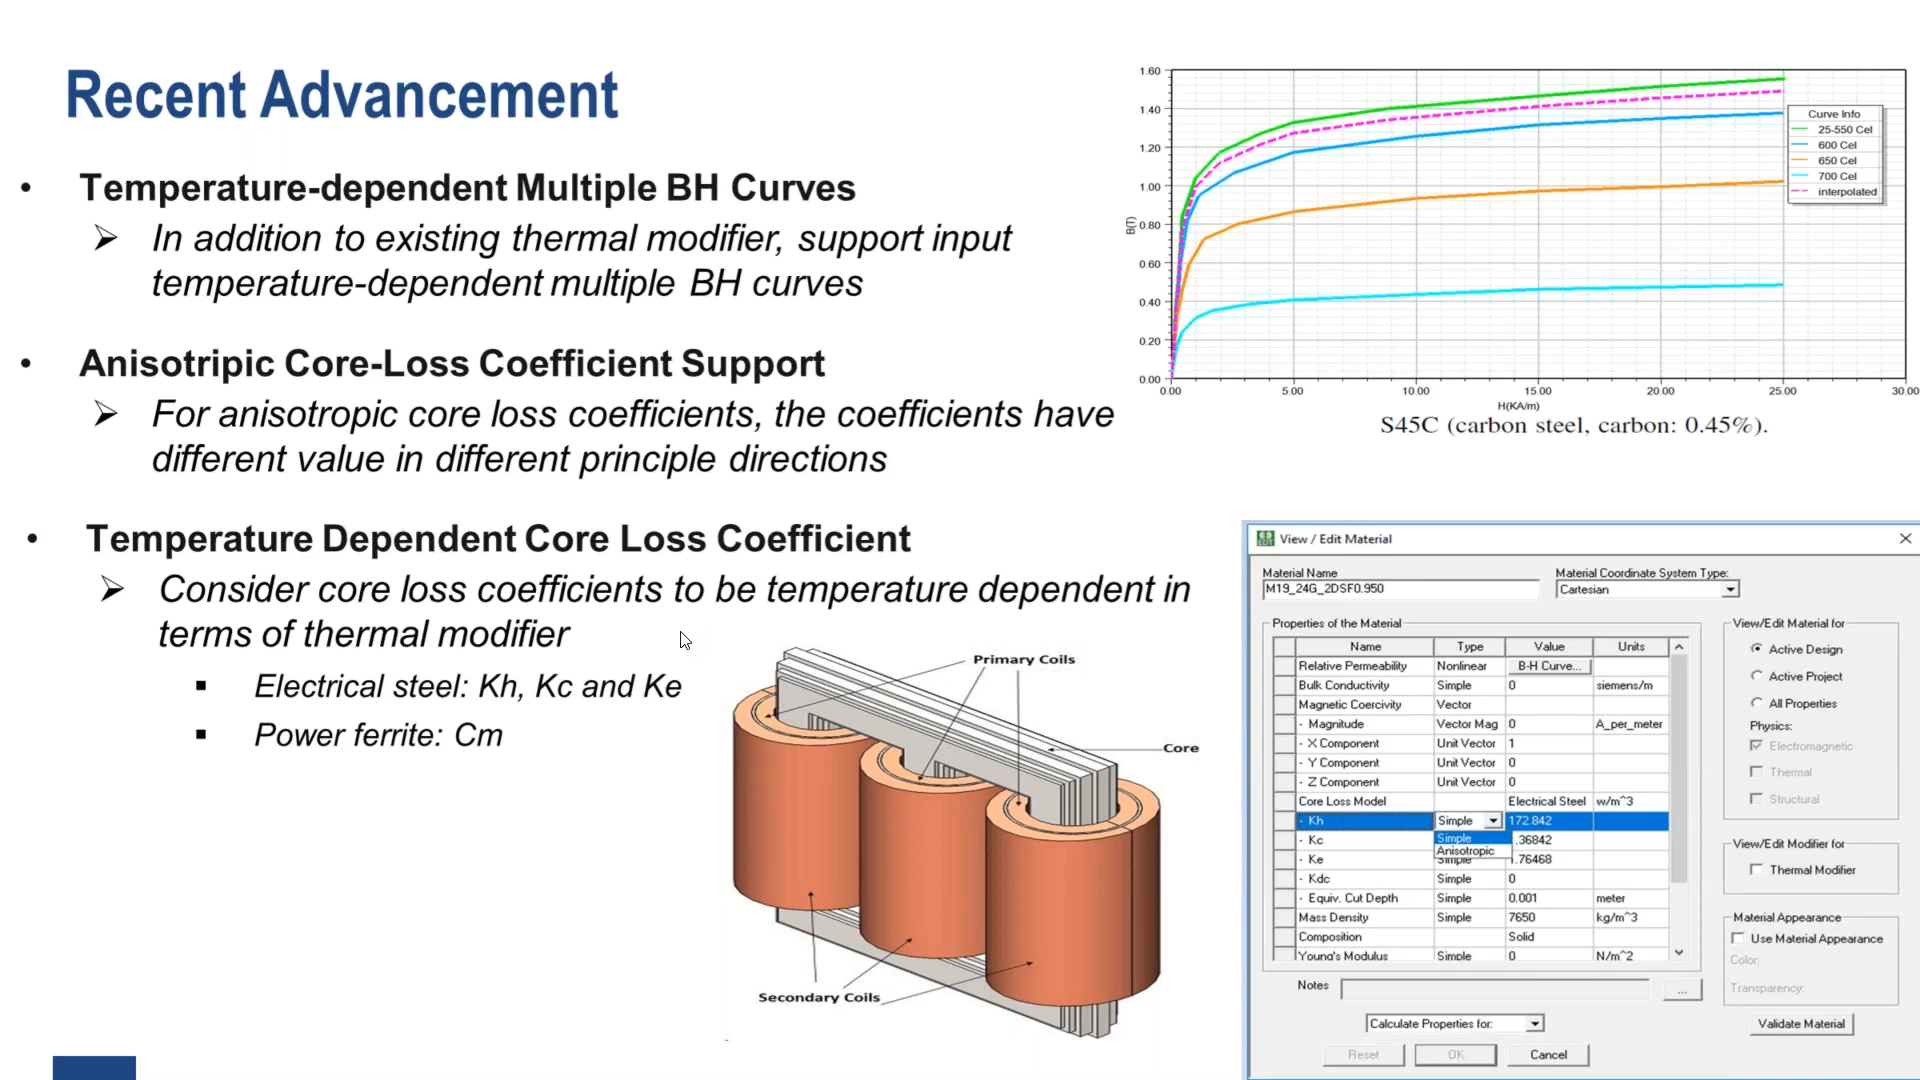 Recent Advancement
• Temperature-dependent Multiple BH Curves
➢ In addition to existing thermal modifier, support input
temperature-dependent multiple BH curves
• Anisotripic Core-Loss Coefficient Support
➢ For anisotropic core loss coefficients, the coefficients have
different value in different principle directions
• Temperature Dependent Core Loss Coefficient
➢ Consider core loss coefficients to be temperature dependent in
terms of thermal modifier
▪ Electrical steel: Kh, Kc and Ke
▪ Power ferrite: Cm
1.60
1.40
1.20
1.00
0.80
0.60
0.40
0.20
0.00
B(T)
0.00 5.00 10.00 15.00 20.00 25.00 30.00
H(KA/m)
Curve Info
25-550 Cel
600 Cel
650 Cel
700 Cel
interpolated
S45C (carbon steel, carbon: 0.45%).
Primary Coils
Core
Secondary Coils
View / Edit Material
Material Name
M19_24G_2DSF0.950
Material Coordinate System Type:
Cartesian
Properties of the Material
Name Type Value Units
Relative Permeability Nonlinear B-H Curve...
Bulk Conductivity Simple 0 siemens/m
Magnetic Coercivity Vector
- Magnitude Vector Mag 0 A_per_meter
- X Component Unit Vector 1
- Y Component Unit Vector 0
- Z Component Unit Vector 0
Core Loss Model Electrical Steel w/m^3
- Kh Simple 172.842
- Kc Simple .36842
Anisotropic
- Ke Simple 1.76468
- Kdc Simple 0
- Equiv. Cut Depth Simple 0.001 meter
Mass Density Simple 7650 kg/m^3
Composition Solid
Young's Modulus Simple 0 N/m^2
View/Edit Material for
Active Design
Active Project
All Properties
Physics:
Electromagnetic
Thermal
Structural
View/Edit Modifier for
Thermal Modifier
Material Appearance
Use Material Appearance
Color:
Transparency:
Notes
...
Calculate Properties for:
Validate Material
Reset OK Cancel